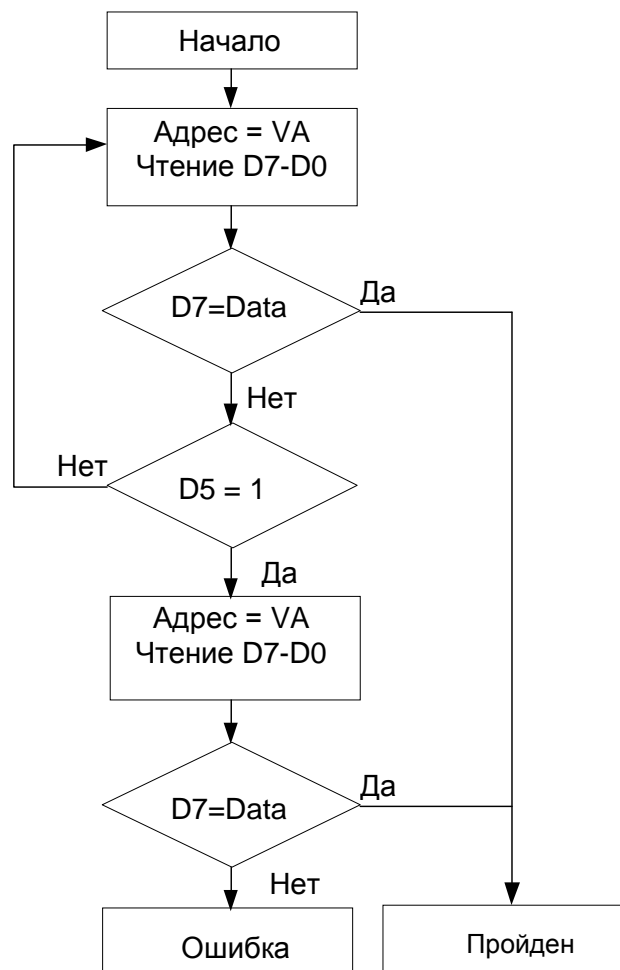 Начало
Адрес = VA
Чтение D7-D0
D7=Data
Да
Нет
Нет
D5 = 1
Да
Адрес = VA
Чтение D7-D0
D7=Data
Да
Нет
Ошибка
Пройден